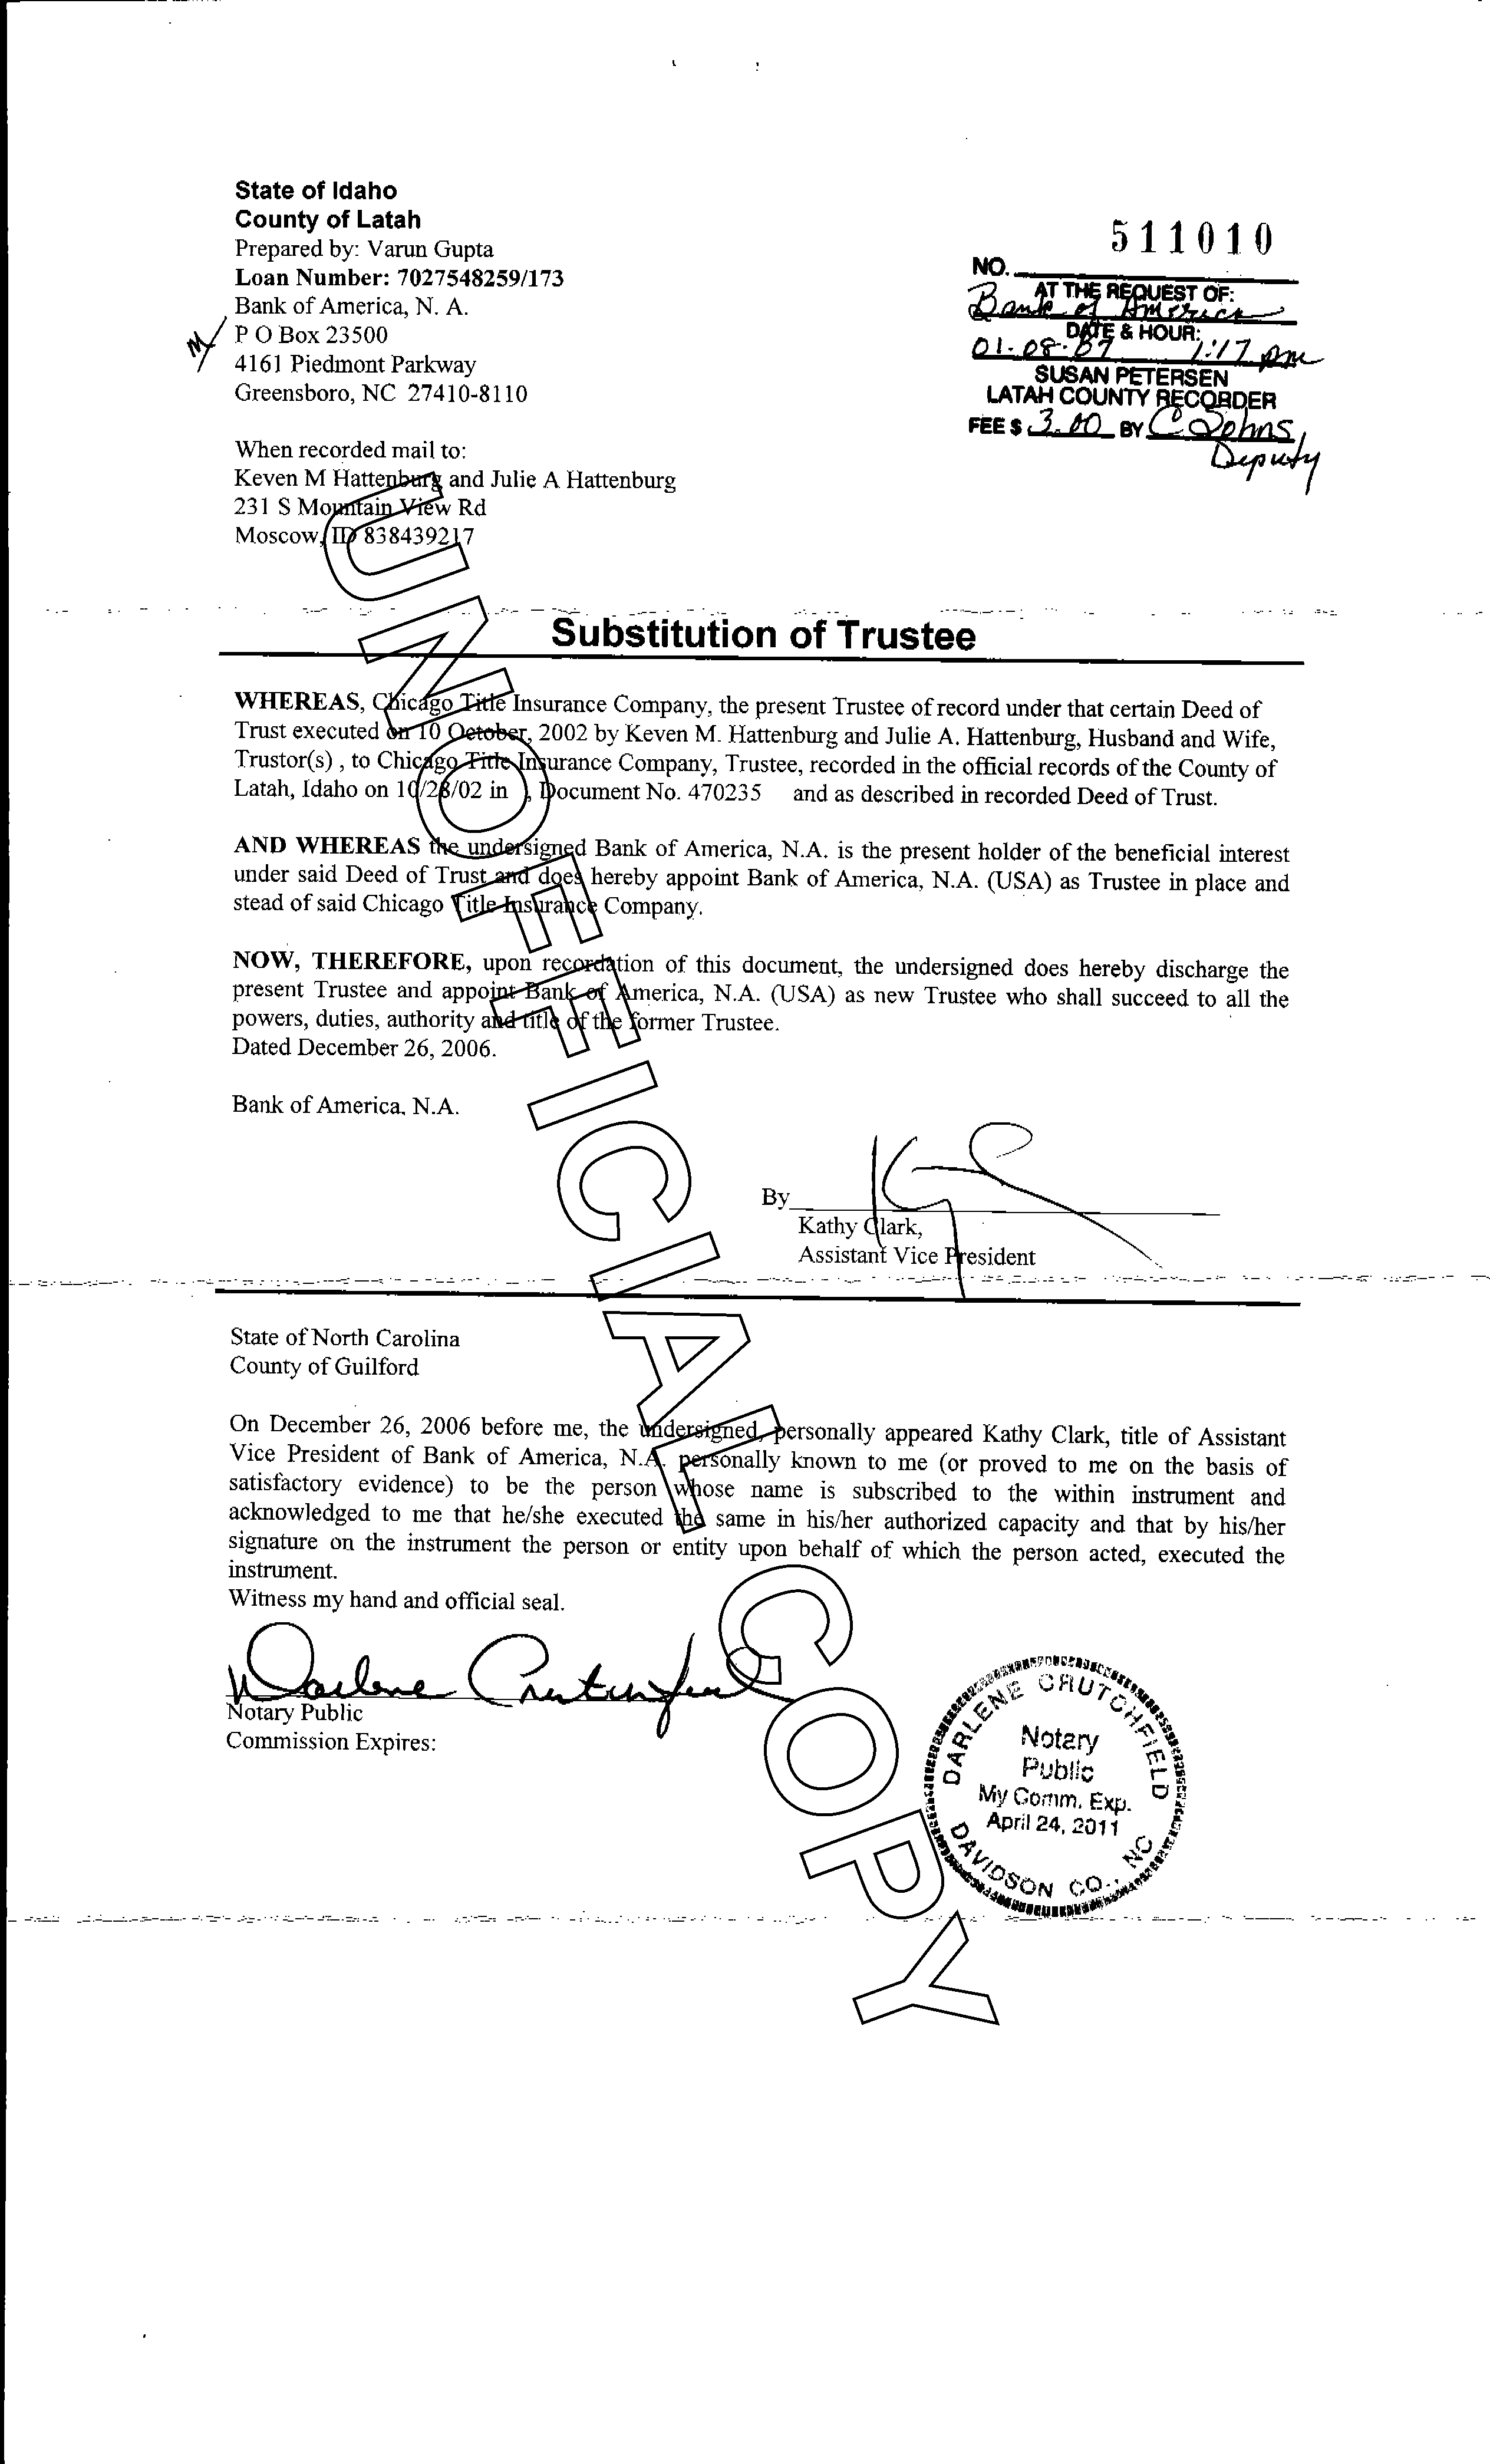 State of Idaho
County of Latah
Prepared by: Varun Gupta
Loan Number: 7027548259/173
Bank of America, N. A.
P O Box 23500
4161 Piedmont Parkway
Greensboro, NC 27410-8110
511010
NO.
AT THE REQUEST OF:
Bank of America
DATE & HOUR:
01-08-07 1:17 pm
SUSAN PETERSEN
LATAH COUNTY RECORDER
FEE $ 3.00 BY C Johns,
Deputy
When recorded mail to:
Keven M Hattenburg and Julie A Hattenburg
231 S Mountain View Rd
Moscow, ID 838439217
Substitution of Trustee
WHEREAS, Chicago Title Insurance Company, the present Trustee of record under that certain Deed of
Trust executed on 10 October, 2002 by Keven M. Hattenburg and Julie A. Hattenburg, Husband and Wife,
Trustor(s) , to Chicago Title Insurance Company, Trustee, recorded in the official records of the County of
Latah, Idaho on 10/28/02 in , Document No. 470235 and as described in recorded Deed of Trust.
AND WHEREAS the undersigned Bank of America, N.A. is the present holder of the beneficial interest
under said Deed of Trust and does hereby appoint Bank of America, N.A. (USA) as Trustee in place and
stead of said Chicago Title Insurance Company.
NOW, THEREFORE, upon recordation of this document, the undersigned does hereby discharge the
present Trustee and appoint Bank of America, N.A. (USA) as new Trustee who shall succeed to all the
powers, duties, authority and title of the former Trustee.
Dated December 26, 2006.
Bank of America, N.A.
By
Kathy Clark,
Assistant Vice President
State of North Carolina
County of Guilford
On December 26, 2006 before me, the undersigned, personally appeared Kathy Clark, title of Assistant
Vice President of Bank of America, N.A. personally known to me (or proved to me on the basis of
satisfactory evidence) to be the person whose name is subscribed to the within instrument and
acknowledged to me that he/she executed the same in his/her authorized capacity and that by his/her
signature on the instrument the person or entity upon behalf of which the person acted, executed the
instrument.
Witness my hand and official seal.
Darlene Crutchfield
Notary Public
Commission Expires:
DARLENE CRUTCHFIELD
Notary
Public
My Comm. Exp.
April 24, 2011
DAVIDSON CO., NC
UNOFFICIAL COPY